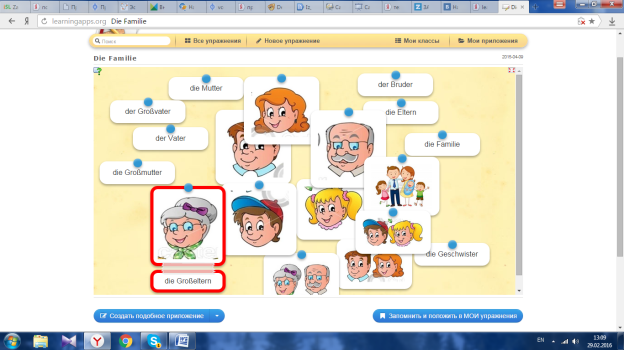 learningapps.org Die Familie
Поиск
Все упражнения
Новое упражнение
Мои классы
Мои приложения
Die Familie
2015-04-08
die Mutter
der Bruder
der Großvater
die Eltern
der Vater
die Familie
die Großmutter
die Geschwister
die Großeltern
Создать подобное приложение
Запомнить и положить в МОИ упражнения
EN
13:09
29.02.2016